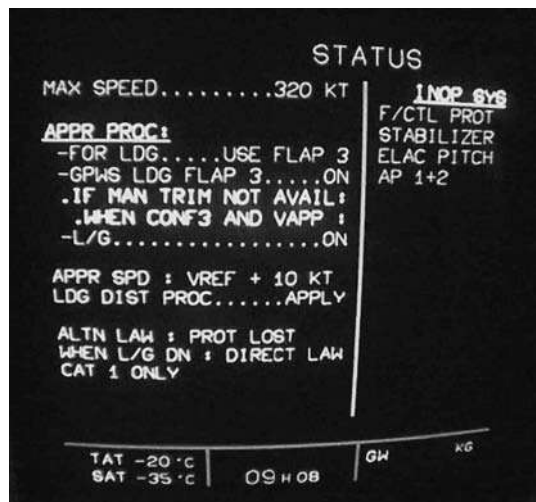 STATUS
MAX SPEED.........320 KT
APPR PROC:
-FOR LDG.....USE FLAP 3
-GPWS LDG FLAP 3.....ON
.IF MAN TRIM NOT AVAIL:
.WHEN CONF3 AND VAPP :
-L/G.................ON
APPR SPD : VREF + 10 KT
LDG DIST PROC......APPLY
ALTN LAW : PROT LOST
WHEN L/G DN : DIRECT LAW
CAT 1 ONLY
INOP SYS
F/CTL PROT
STABILIZER
ELAC PITCH
AP 1+2
TAT -20 °C
SAT -35 °C
09 H 08
GW KG